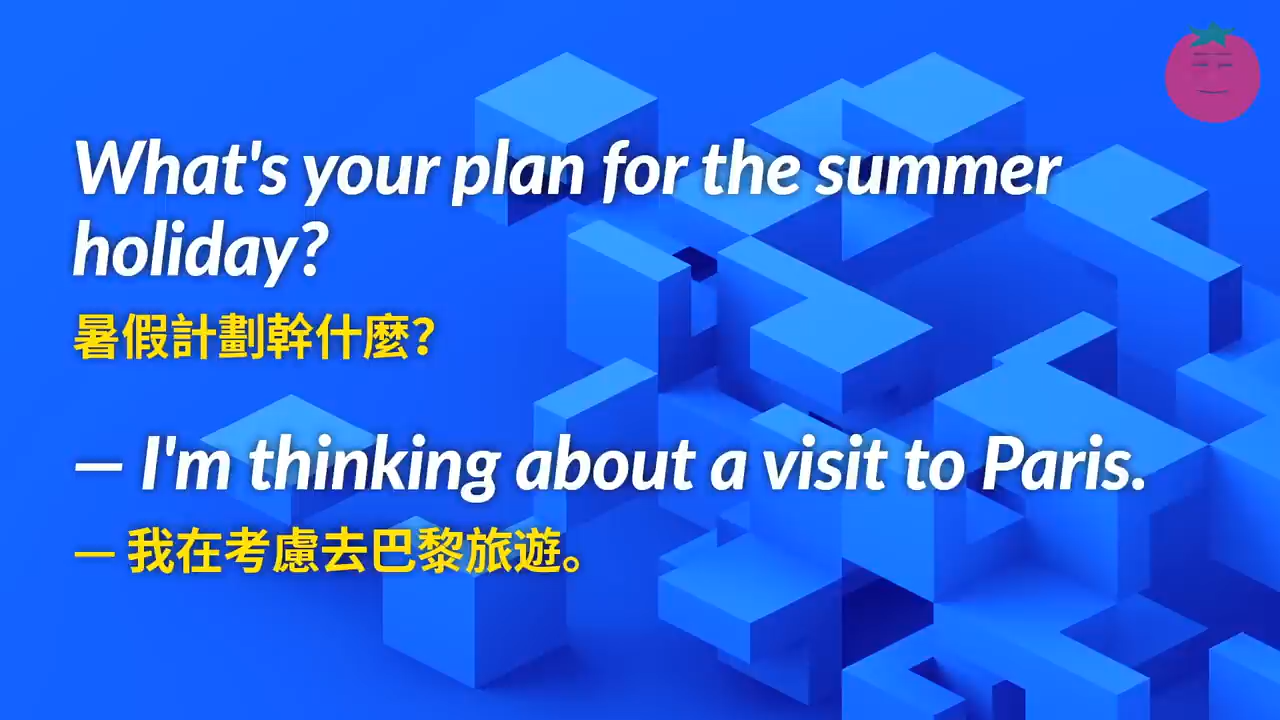 What's your plan for the summer
holiday?
暑假計劃幹什麼?
— I'm thinking about a visit to Paris.
— 我在考慮去巴黎旅遊。